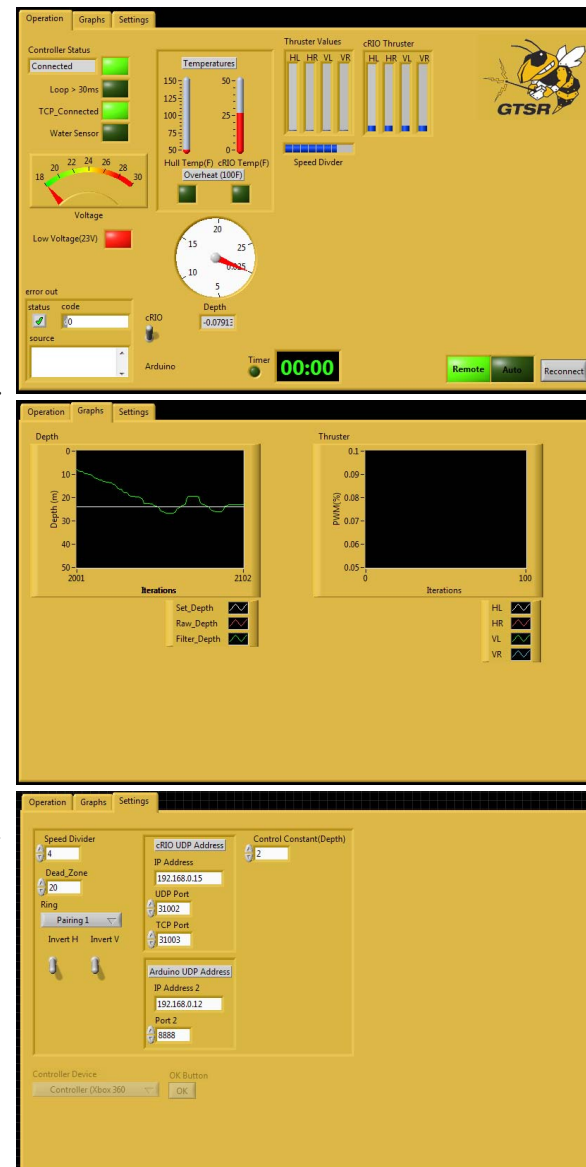 Operation Graphs Settings
Controller Status
Connected
Loop > 30ms
TCP_Connected
Water Sensor
Temperatures
150
125
100
75
50
50
25
0
Hull Temp(F) cRIO Temp(F)
Overheat (100F)
Thruster Values
HL HR VL VR
cRIO Thruster
HL HR VL VR
Speed Divder
GTSR
18 20 22 24 26 28 30
Voltage
Low Voltage(23V)
5 10 15 20 25
Depth
error out
status code
0
source
cRIO
Arduino
Timer
00:00
Remote Auto Reconnect
Operation Graphs Settings
Depth
Depth (m)
0
10
20
30
40
50
2001 2102
Iterations
Set_Depth
Raw_Depth
Filter_Depth
Thruster
PWM(%)
0.1
0.09
0.08
0.07
0.06
0.05
0 100
Iterations
HL
HR
VL
VR
Operation Graphs Settings
Speed Divider
4
Dead_Zone
20
Ring
Pairing 1
Invert H Invert V
cRIO UDP Address
IP Address
192.168.0.15
UDP Port
31002
TCP Port
31003
Arduino UDP Address
IP Address 2
192.168.0.12
Port 2
8888
Control Constant(Depth)
2
Controller Device
Controller (Xbox 360
OK Button
OK